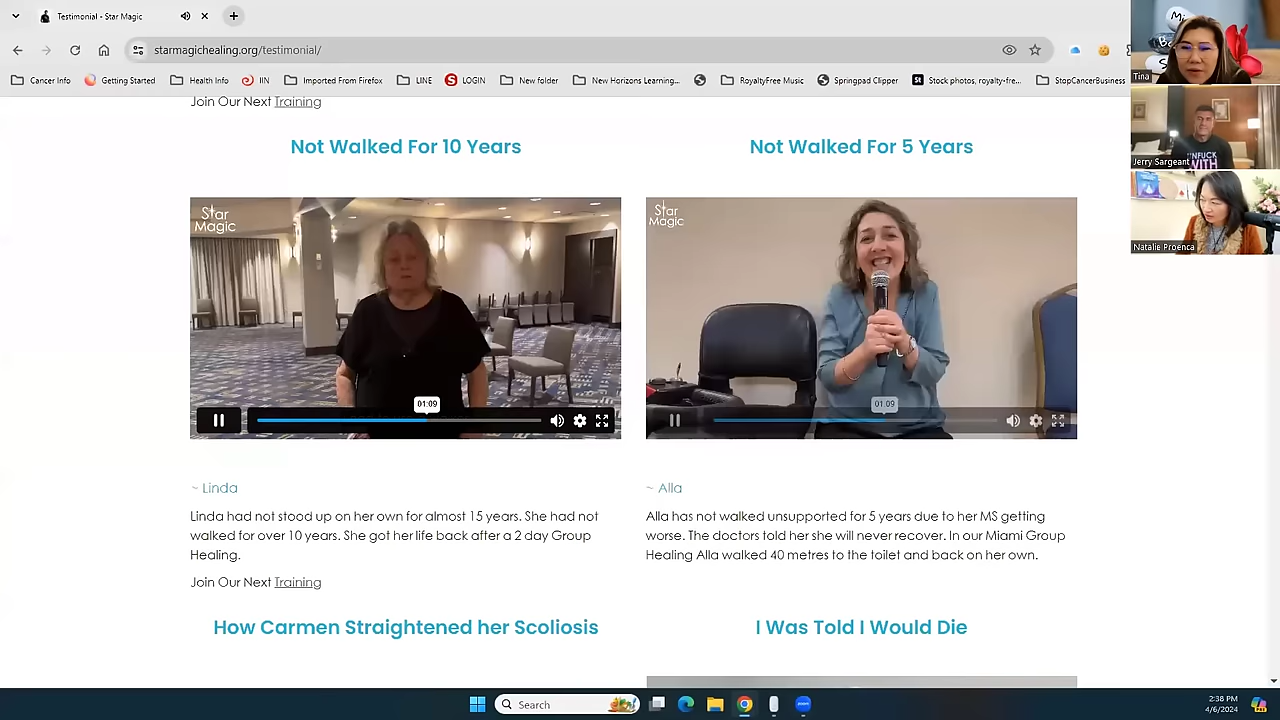 Testimonial - Star Magic
starmagichealing.org/testimonial/
Cancer Info
Getting Started
Health Info
IIN
Imported From Firefox
LINE
LOGIN
New folder
New Horizons Learning...
RoyaltyFree Music
Springpad Clipper
Stock photos, royalty-fre...
StopCancerBusiness
Tina
Jerry Sargeant
WITH
Natalie Proenca
Join Our Next Training
Not Walked For 10 Years
Not Walked For 5 Years
Star
Magic
01:09
Star
Magic
01:09
~ Linda
Linda had not stood up on her own for almost 15 years. She had not
walked for over 10 years. She got her life back after a 2 day Group
Healing.
Join Our Next Training
~ Alla
Alla has not walked unsupported for 5 years due to her MS getting
worse. The doctors told her she will never recover. In our Miami Group
Healing Alla walked 40 metres to the toilet and back on her own.
How Carmen Straightened her Scoliosis
I Was Told I Would Die
Search
2:38 PM
4/6/2024